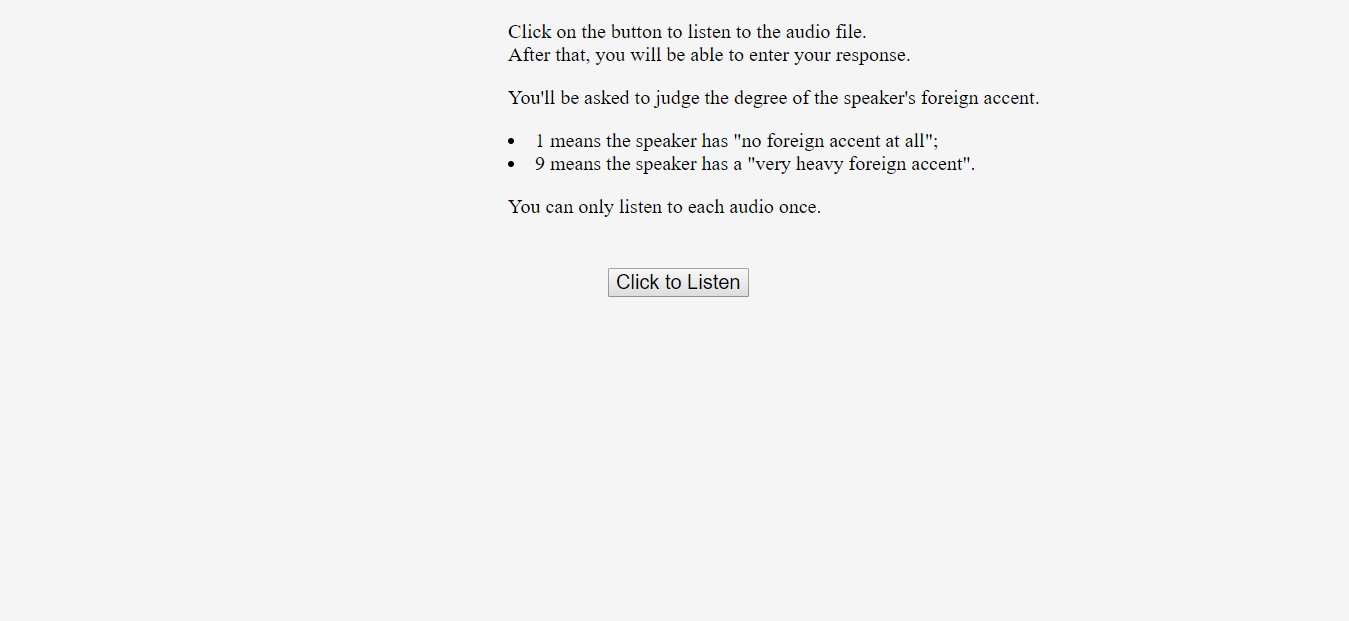 Click on the button to listen to the audio file.
After that, you will be able to enter your response.
You'll be asked to judge the degree of the speaker's foreign accent.
• 1 means the speaker has "no foreign accent at all";
• 9 means the speaker has a "very heavy foreign accent".
You can only listen to each audio once.
Click to Listen